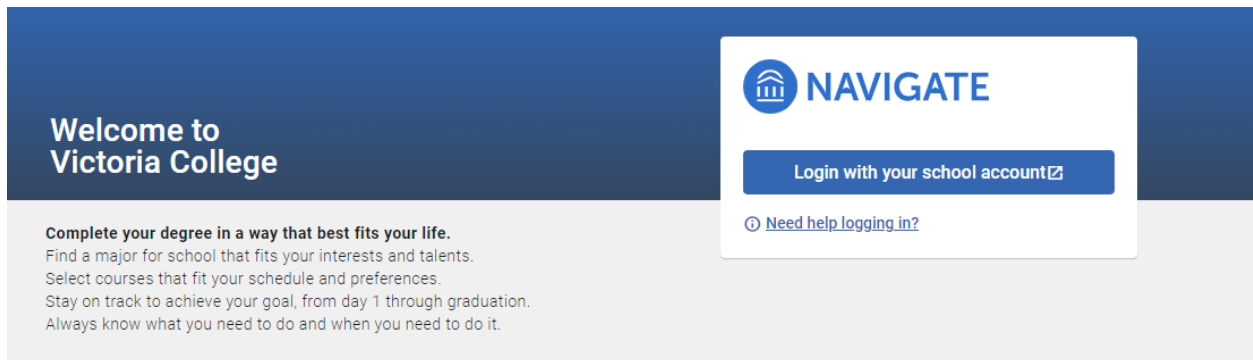 Welcome to
Victoria College
Complete your degree in a way that best fits your life.
Find a major for school that fits your interests and talents.
Select courses that fit your schedule and preferences.
Stay on track to achieve your goal, from day 1 through graduation.
Always know what you need to do and when you need to do it.
NAVIGATE
Login with your school account
Need help logging in?